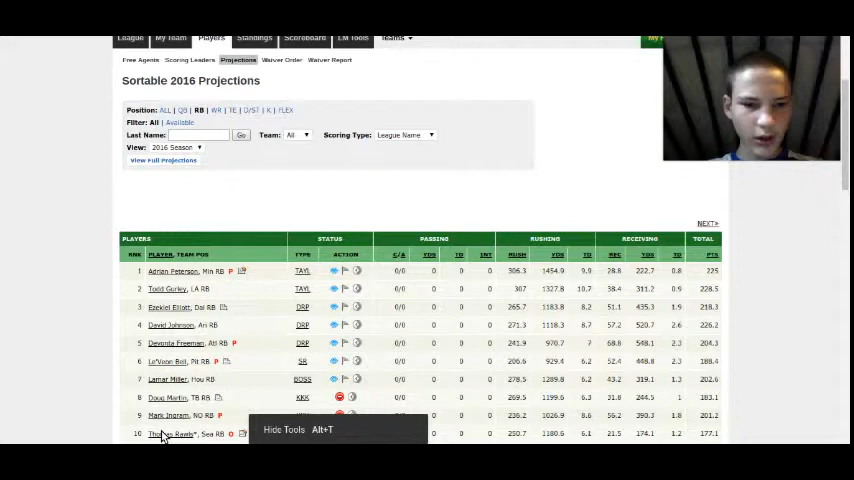 League My Team Players Standings Scoreboard LM Tools Teams
Free Agents Scoring Leaders Projections Waiver Order Waiver Report
Sortable 2016 Projections
Position: ALL | QB | RB | WR | TE | D/ST | K | FLEX
Filter: All | Available
Last Name: Go Team: All Scoring Type: League Name
View: 2016 Season
View Full Projections
NEXT»
PLAYERS STATUS PASSING RUSHING RECEIVING TOTAL
RNK PLAYER, TEAM POS TYPE ACTION C/A YDS TD INT RUSH YDS TD REC YDS TD PTS
1 Adrian Peterson, Min RB P TAYL 0/0 0 0 0 306.3 1454.9 9.9 28.8 222.7 0.8 225
2 Todd Gurley, LA RB TAYL 0/0 0 0 0 307 1327.8 10.7 38.4 281.1 0.9 228.5
3 Ezekiel Elliott, Dal RB DRP 0/0 0 0 0 265.7 1183.8 8.2 51.1 435.3 1.9 218.3
4 David Johnson, Ari RB DRP 0/0 0 0 0 271.3 1118.3 8.7 57.2 520.7 2.6 226.2
5 Devonta Freeman, Atl RB P DRP 0/0 0 0 0 241.9 970.7 7 68.8 548.1 2.3 204.3
6 Le'Veon Bell, Pit RB P SR 0/0 0 0 0 206.6 929.4 6.2 52.4 448.8 2.3 188.4
7 Lamar Miller, Hou RB BOSS 0/0 0 0 0 278.5 1289.8 6.2 43.2 319.1 1.3 202.6
8 Doug Martin, TB RB KKK 0/0 0 0 0 269.5 1199.6 6.3 31.8 244.5 1 183.1
9 Mark Ingram, NO RB P 236.2 1026.9 8.6 56.2 393.3 1.8 201.2
10 Thomas Rawls*, Sea RB O 250.7 1180.6 6.1 21.5 174.1 1.2 177.1
Hide Tools Alt+T